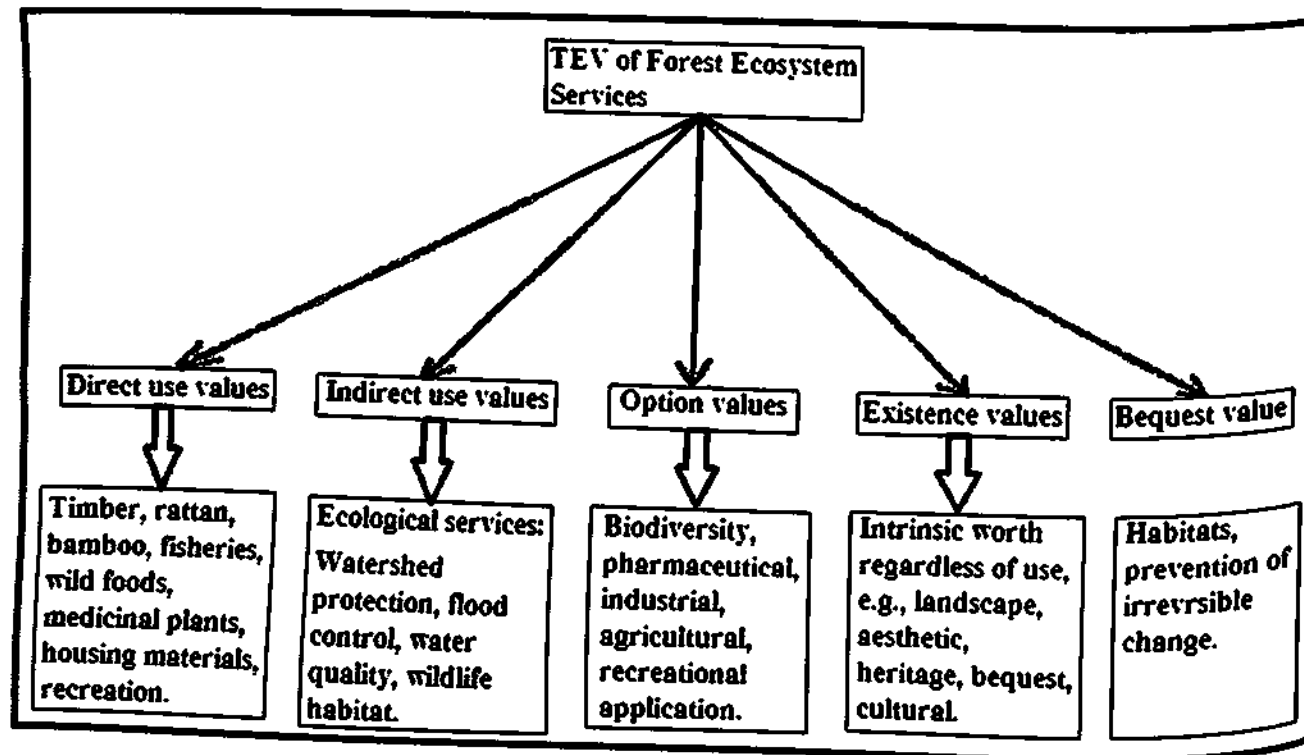 TEV of Forest Ecosystem
Services
Direct use values
Indirect use values
Option values
Existence values
Bequest value
Timber, rattan,
bamboo, fisheries,
wild foods,
medicinal plants,
housing materials,
recreation.
Ecological services:
Watershed
protection, flood
control, water
quality, wildlife
habitat.
Biodiversity,
pharmaceutical,
industrial,
agricultural,
recreational
application.
Intrinsic worth
regardless of use,
e.g., landscape,
aesthetic,
heritage, bequest,
cultural.
Habitats,
prevention of
irrevrsible
change.